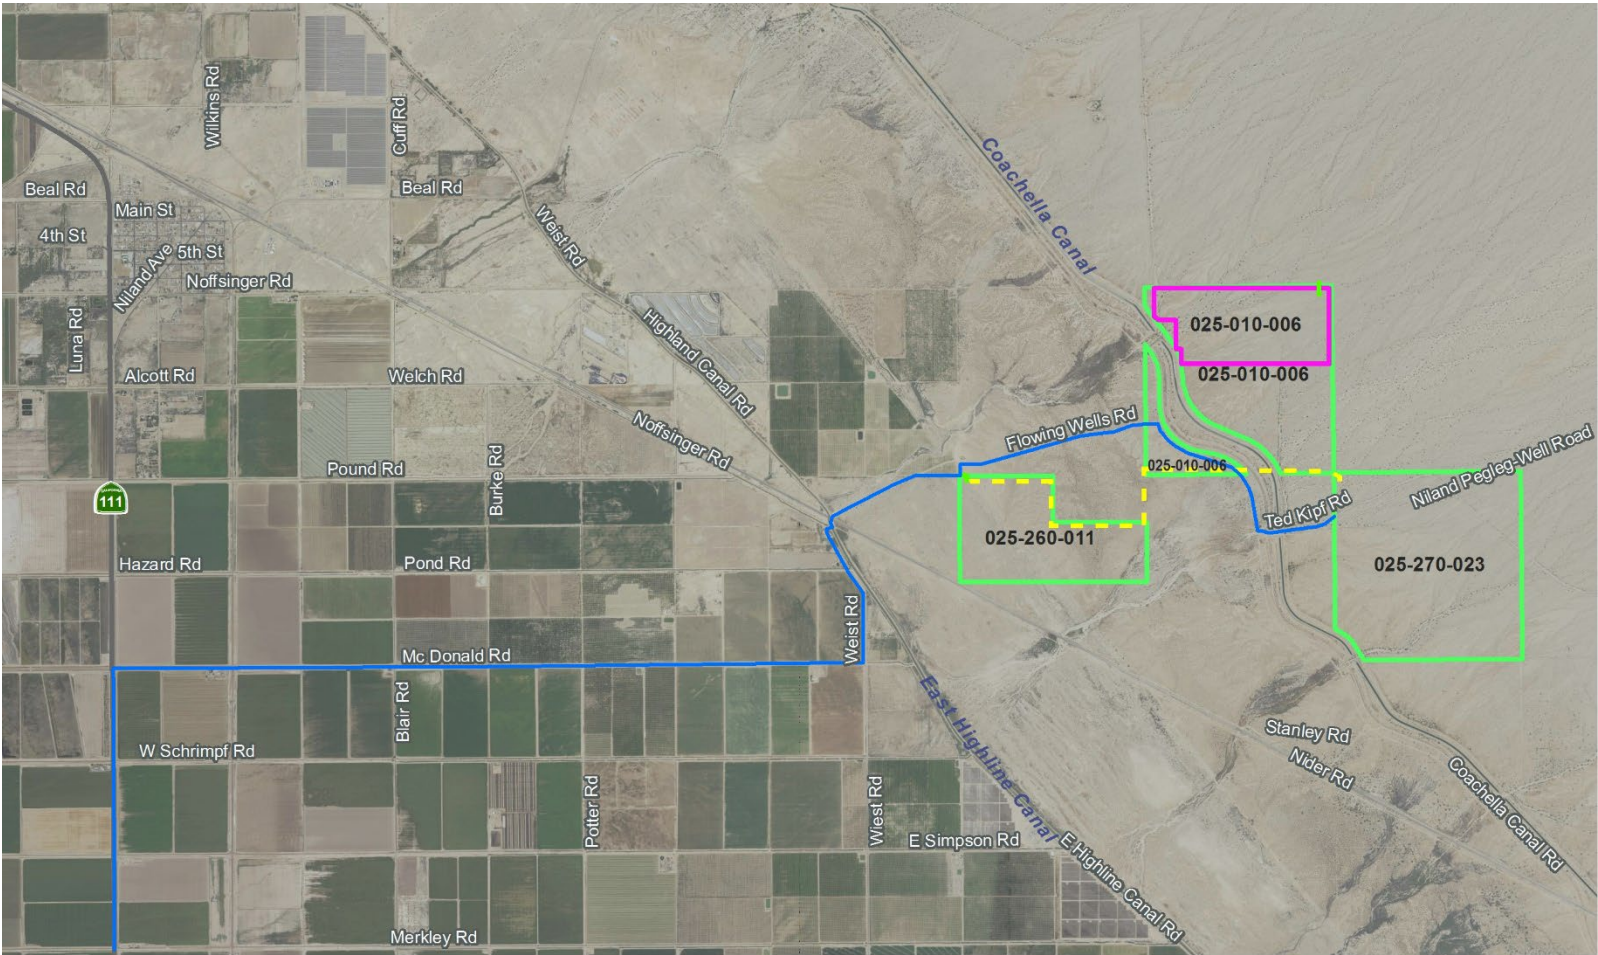 Wilkins Rd
Cuff Rd
Coachella Canal
Beal Rd
Beal Rd
Main St
Weist Rd
4th St
Niland Ave
5th St
Noffsinger Rd
Luna Rd
Highland Canal Rd
025-010-006
Alcott Rd
Welch Rd
025-010-006
Noffsinger Rd
Flowing Wells Rd
Pound Rd
Burke Rd
025-010-006
Niland Pegleg-Well Road
111
Ted Kipf Rd
025-260-011
Hazard Rd
Pond Rd
025-270-023
Weist Rd
Mc Donald Rd
Blair Rd
East Highline Canal
W Schrimpf Rd
Stanley Rd
Nider Rd
Coachella Canal Rd
Potter Rd
Wiest Rd
E Simpson Rd
E Highline Canal Rd
Merkley Rd